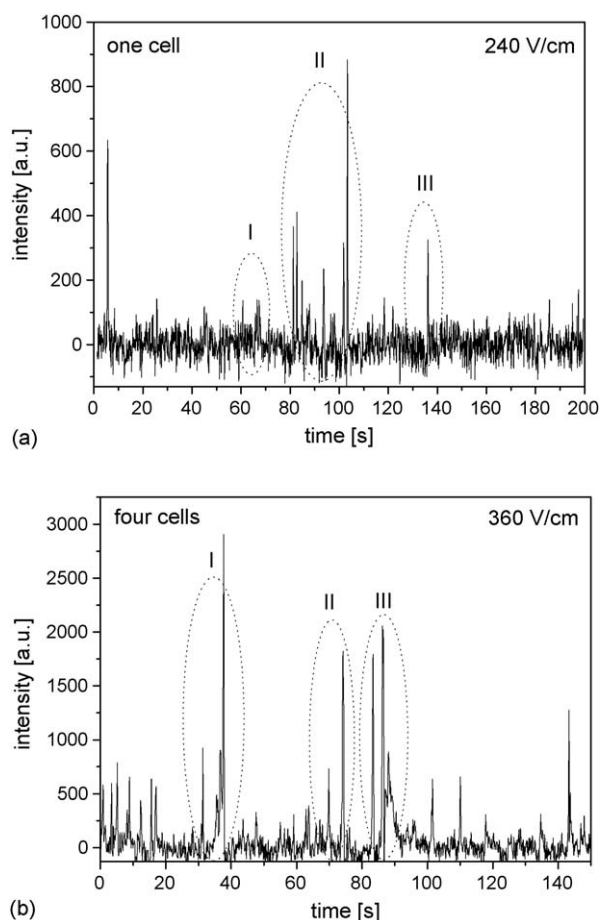 one cell 240 V/cm
I II III
intensity [a.u.]
1000
800
600
400
200
0
0 20 40 60 80 100 120 140 160 180 200
time [s]
(a)
four cells 360 V/cm
I II III
intensity [a.u.]
3000
2500
2000
1500
1000
500
0
0 20 40 60 80 100 120 140
time [s]
(b)